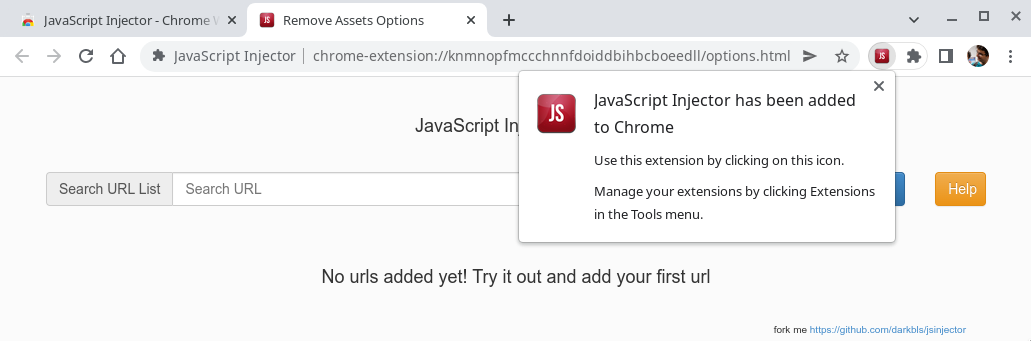 JavaScript Injector - Chrome W
JS Remove Assets Options
JavaScript Injector | chrome-extension://knmnopfmccchnnfdoiddbihbcboeedll/options.html JS
JS JavaScript Injector has been added
to Chrome
Use this extension by clicking on this icon.
Manage your extensions by clicking Extensions
in the Tools menu.
JavaScript In
Search URL List Search URL Help
No urls added yet! Try it out and add your first url
fork me https://github.com/darkbls/jsinjector